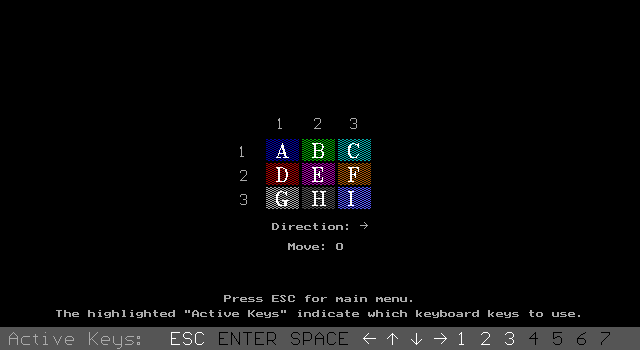 1 2 3
1 A B C
2 D E F
3 G H I
Direction: →
Move: 0
Press ESC for main menu.
The highlighted "Active Keys" indicate which keyboard keys to use.
Active Keys: ESC ENTER SPACE ← ↑ ↓ → 1 2 3 4 5 6 7